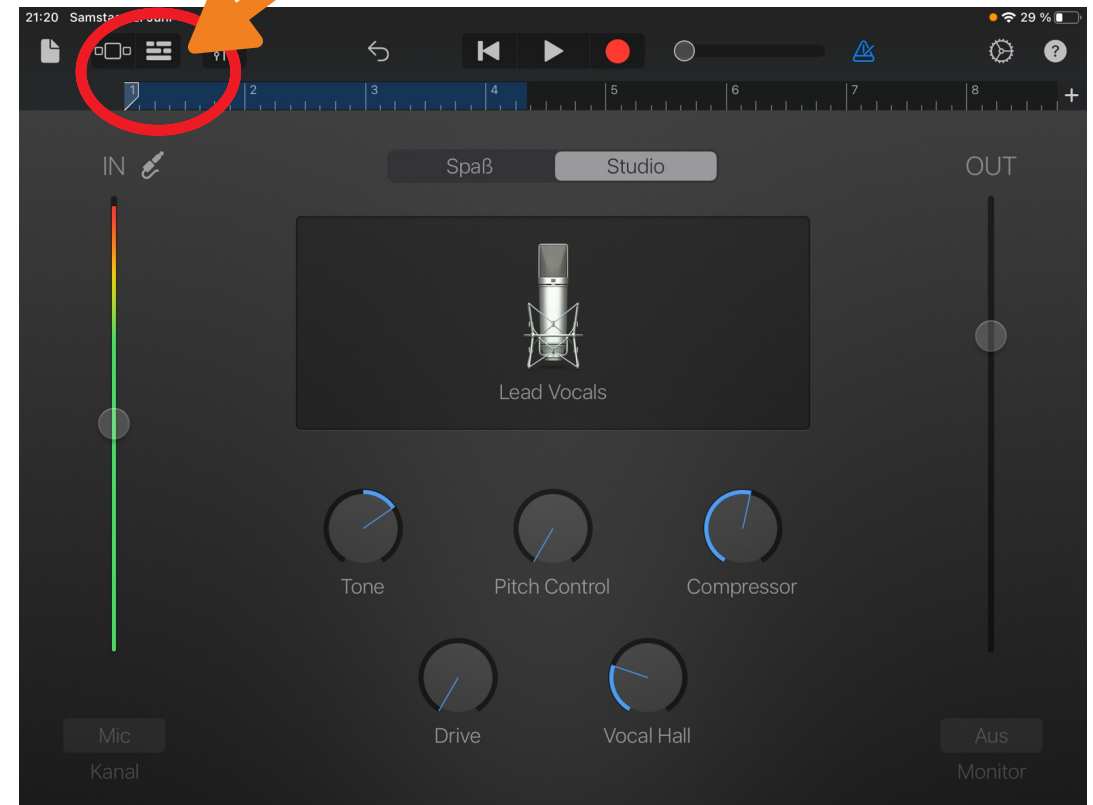 21:20 Samsta
29 %
?
1 2 3 4 5 6 7 8 +
IN
Spaß Studio
OUT
Lead Vocals
Tone Pitch Control Compressor
Drive Vocal Hall
Mic Aus
Kanal Monitor